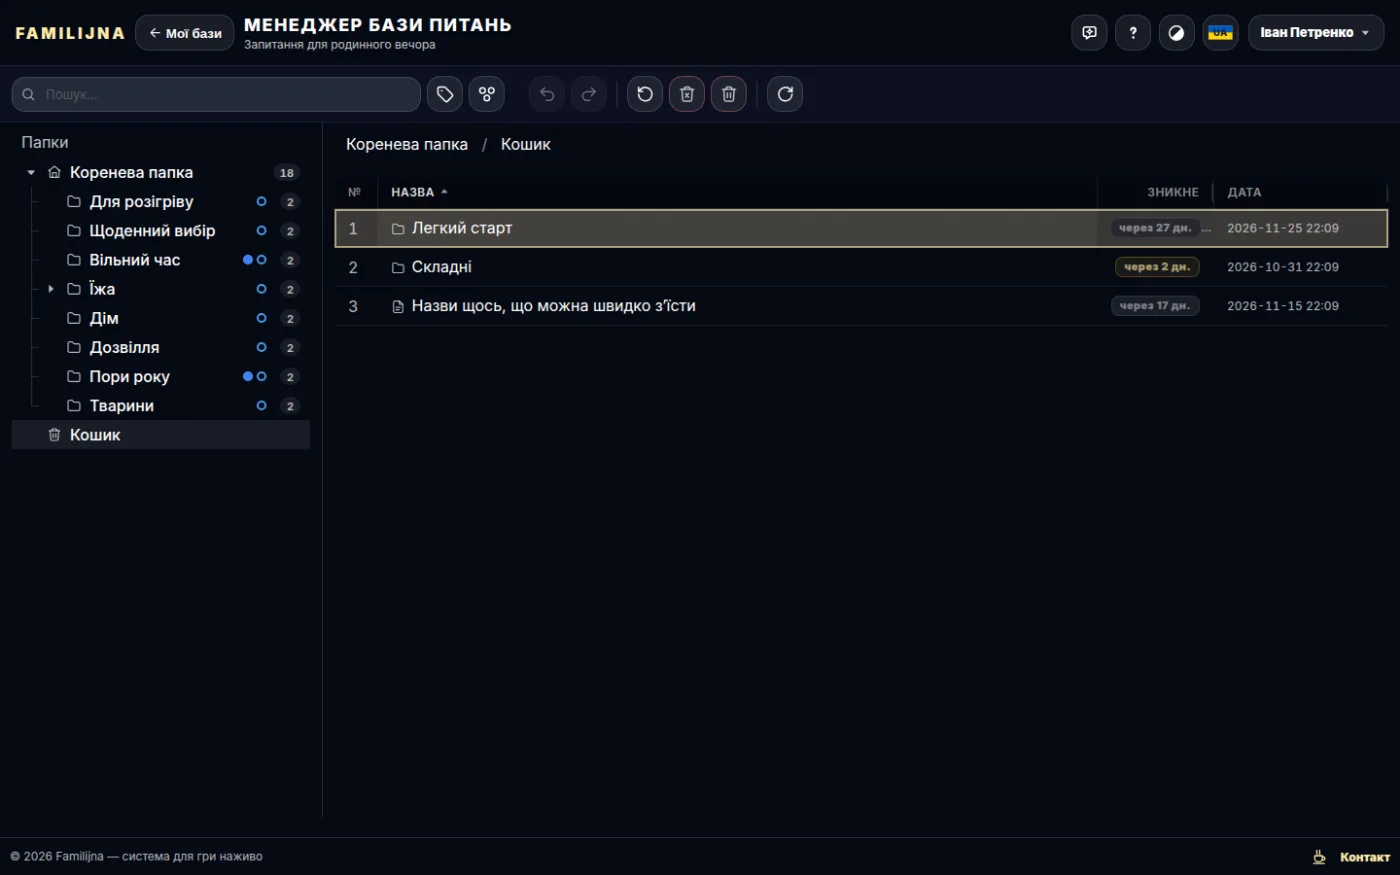 FAMILIJNA
← Мої бази
МЕНЕДЖЕР БАЗИ ПИТАНЬ
Запитання для родинного вечора
?
UA
Іван Петренко
Пошук...
Папки
Коренева папка 18
Для розігріву 2
Щоденний вибір 2
Вільний час 2
Їжа 2
Дім 2
Дозвілля 2
Пори року 2
Тварини 2
Кошик
Коренева папка / Кошик
№ НАЗВА ЗНИКНЕ ДАТА
1 Легкий старт через 27 дн. ... 2026-11-25 22:09
2 Складні через 2 дн. 2026-10-31 22:09
3 Назви щось, що можна швидко з’їсти через 17 дн. 2026-11-15 22:09
© 2026 Familijna — система для гри наживо
Контакт